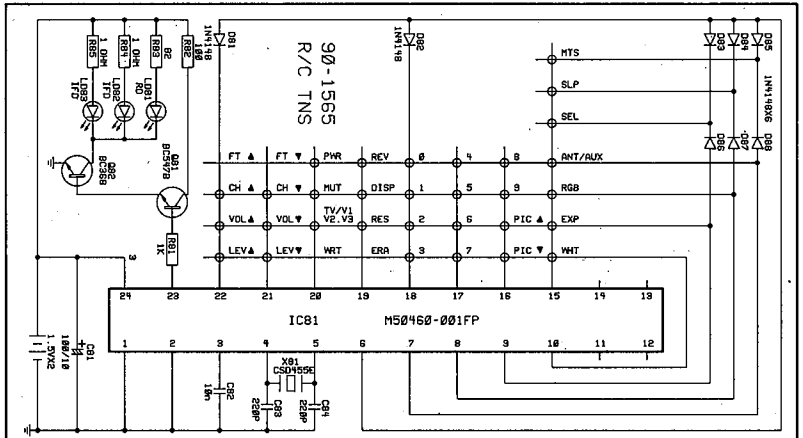 R85
1 OHM
R84
1 OHM
R83
82
R82
100
LD83
IFD
LD82
IFD
LD81
RD
Q82
BC368
Q81
BC547B
R81
1K
D81
1N4148
D82
1N4148
D83
D84
D85
1N4148X6
D86
D87
D88
90-1565
R/C TNS
MTS
SLP
SEL
FT ▲ FT ▼ PWR REV 0 4 8 ANT/AUX
CH ▲ CH ▼ MUT DISP 1 5 9 RGB
VOL▲ VOL▼ TV/V1 V2.V3 RES 2 6 PIC ▲ EXP
LEV▲ LEV▼ WRT ERA 3 7 PIC ▼ WHT
3
24 23 22 21 20 19 18 17 16 15 14 13
IC81 M50460-001FP
1 2 3 4 5 6 7 8 9 10 11 12
1.5VX2
+
C81
100/10
C82
10n
X81
CSD455E
C83
220P
C84
220P